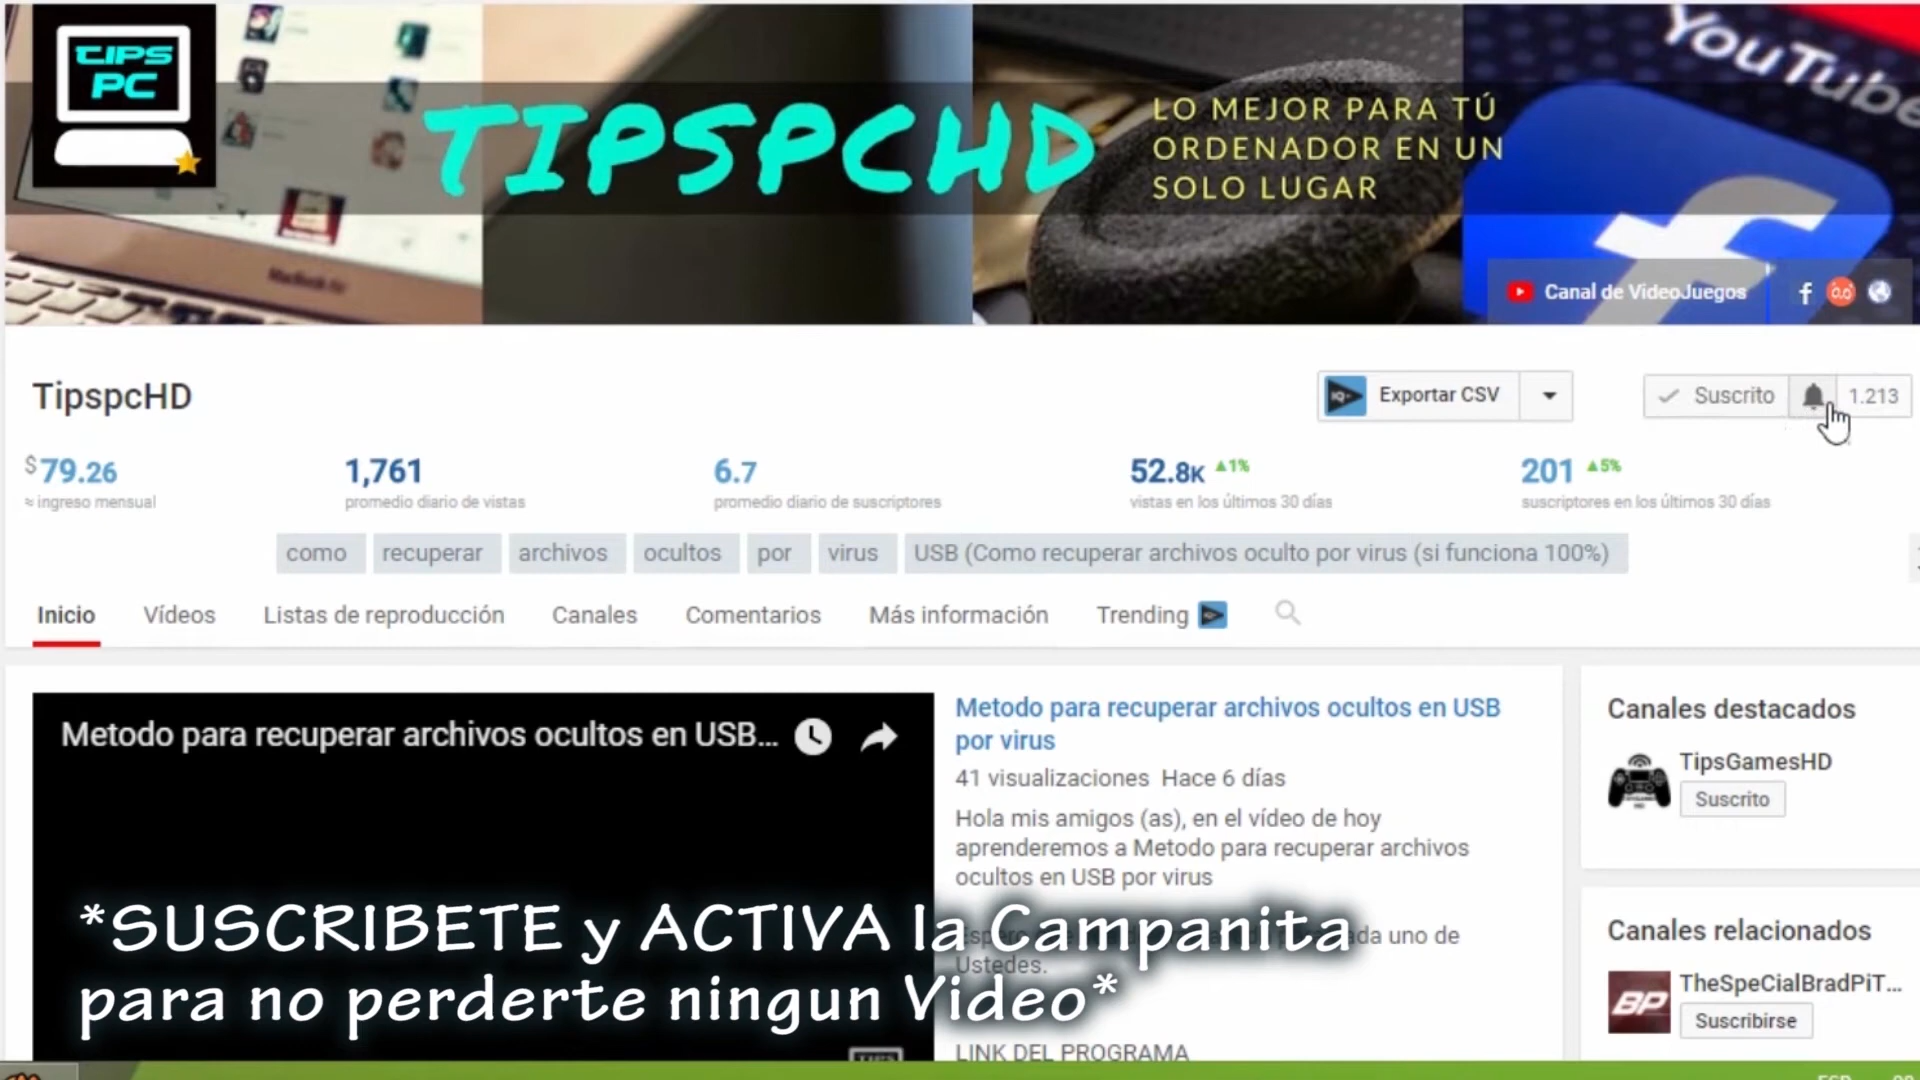 TIPS
PC
TIPSPCHD
LO MEJOR PARA TÚ
ORDENADOR EN UN
SOLO LUGAR
YouTube
MacBook Air
Canal de VideoJuegos
TipspcHD
Exportar CSV
Suscrito
1.213
$79.26
≈ ingreso mensual
1,761
promedio diario de vistas
6.7
promedio diario de suscriptores
52.8K ▲1%
vistas en los últimos 30 días
201 ▲5%
suscriptores en los últimos 30 días
como recuperar archivos ocultos por virus USB (Como recuperar archivos oculto por virus (si funciona 100%)
Inicio Vídeos Listas de reproducción Canales Comentarios Más información Trending
Metodo para recuperar archivos ocultos en USB...
Metodo para recuperar archivos ocultos en USB
por virus
41 visualizaciones Hace 6 días
Hola mis amigos (as), en el vídeo de hoy
aprenderemos a Metodo para recuperar archivos
ocultos en USB por virus
uno de
Ustedes.
LINK DEL PROGRAMA
*SUSCRIBETE y ACTIVA la Campanita
para no perderte ningun Video*
Canales destacados
TipsGamesHD
Suscrito
Canales relacionados
BP
TheSpeCialBradPiT...
Suscribirse